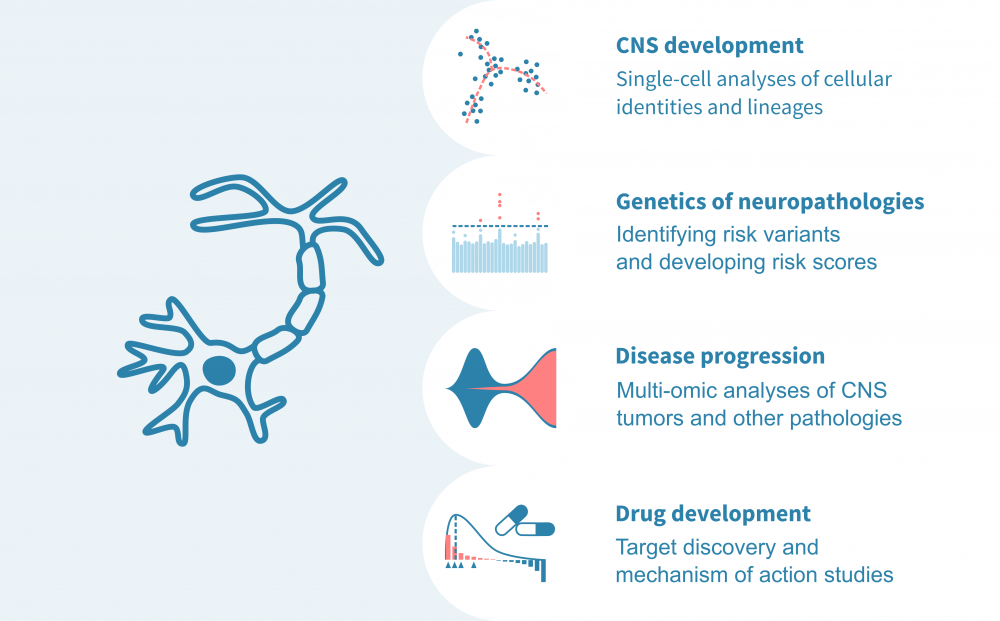 CNS development
Single-cell analyses of cellular
identities and lineages
Genetics of neuropathologies
Identifying risk variants
and developing risk scores
Disease progression
Multi-omic analyses of CNS
tumors and other pathologies
Drug development
Target discovery and
mechanism of action studies